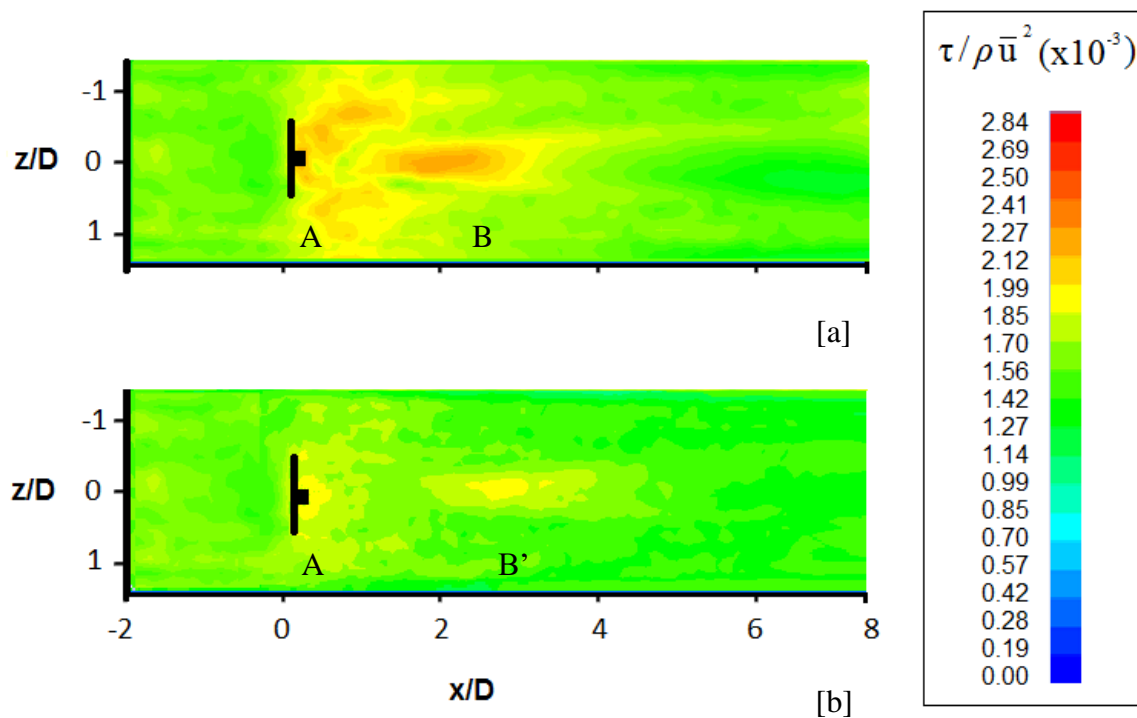 -1
z/D 0
1
A B
[a]
-1
z/D 0
1
A B’
-2 0 2 4 6 8
x/D
[b]
τ/ρu̅² (x10⁻³)
2.84
2.69
2.50
2.41
2.27
2.12
1.99
1.85
1.70
1.56
1.42
1.27
1.14
0.99
0.85
0.70
0.57
0.42
0.28
0.19
0.00